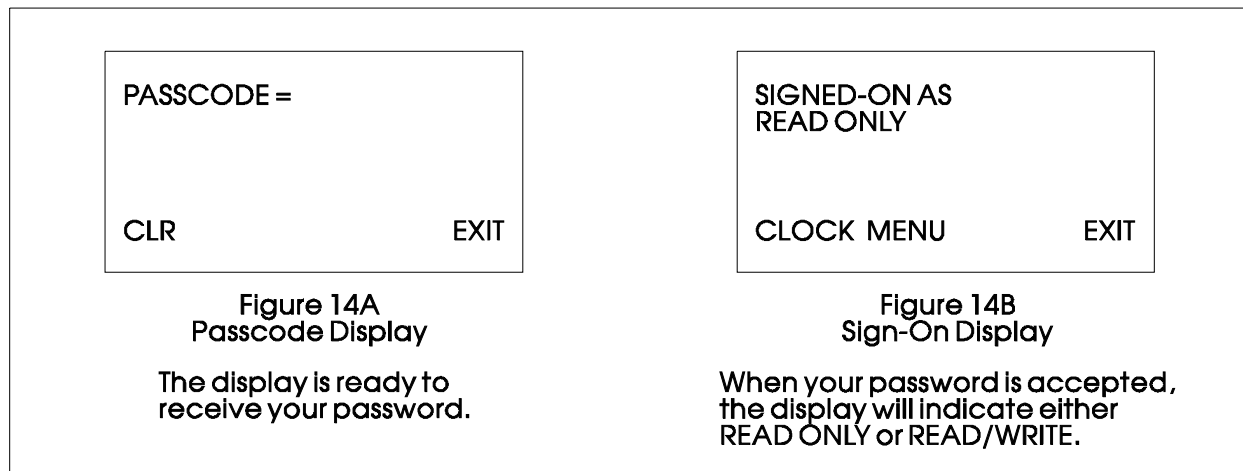 PASSCODE =
CLR EXIT
Figure 14A
Passcode Display
The display is ready to
receive your password.
SIGNED-ON AS
READ ONLY
CLOCK MENU EXIT
Figure 14B
Sign-On Display
When your password is accepted,
the display will indicate either
READ ONLY or READ/WRITE.